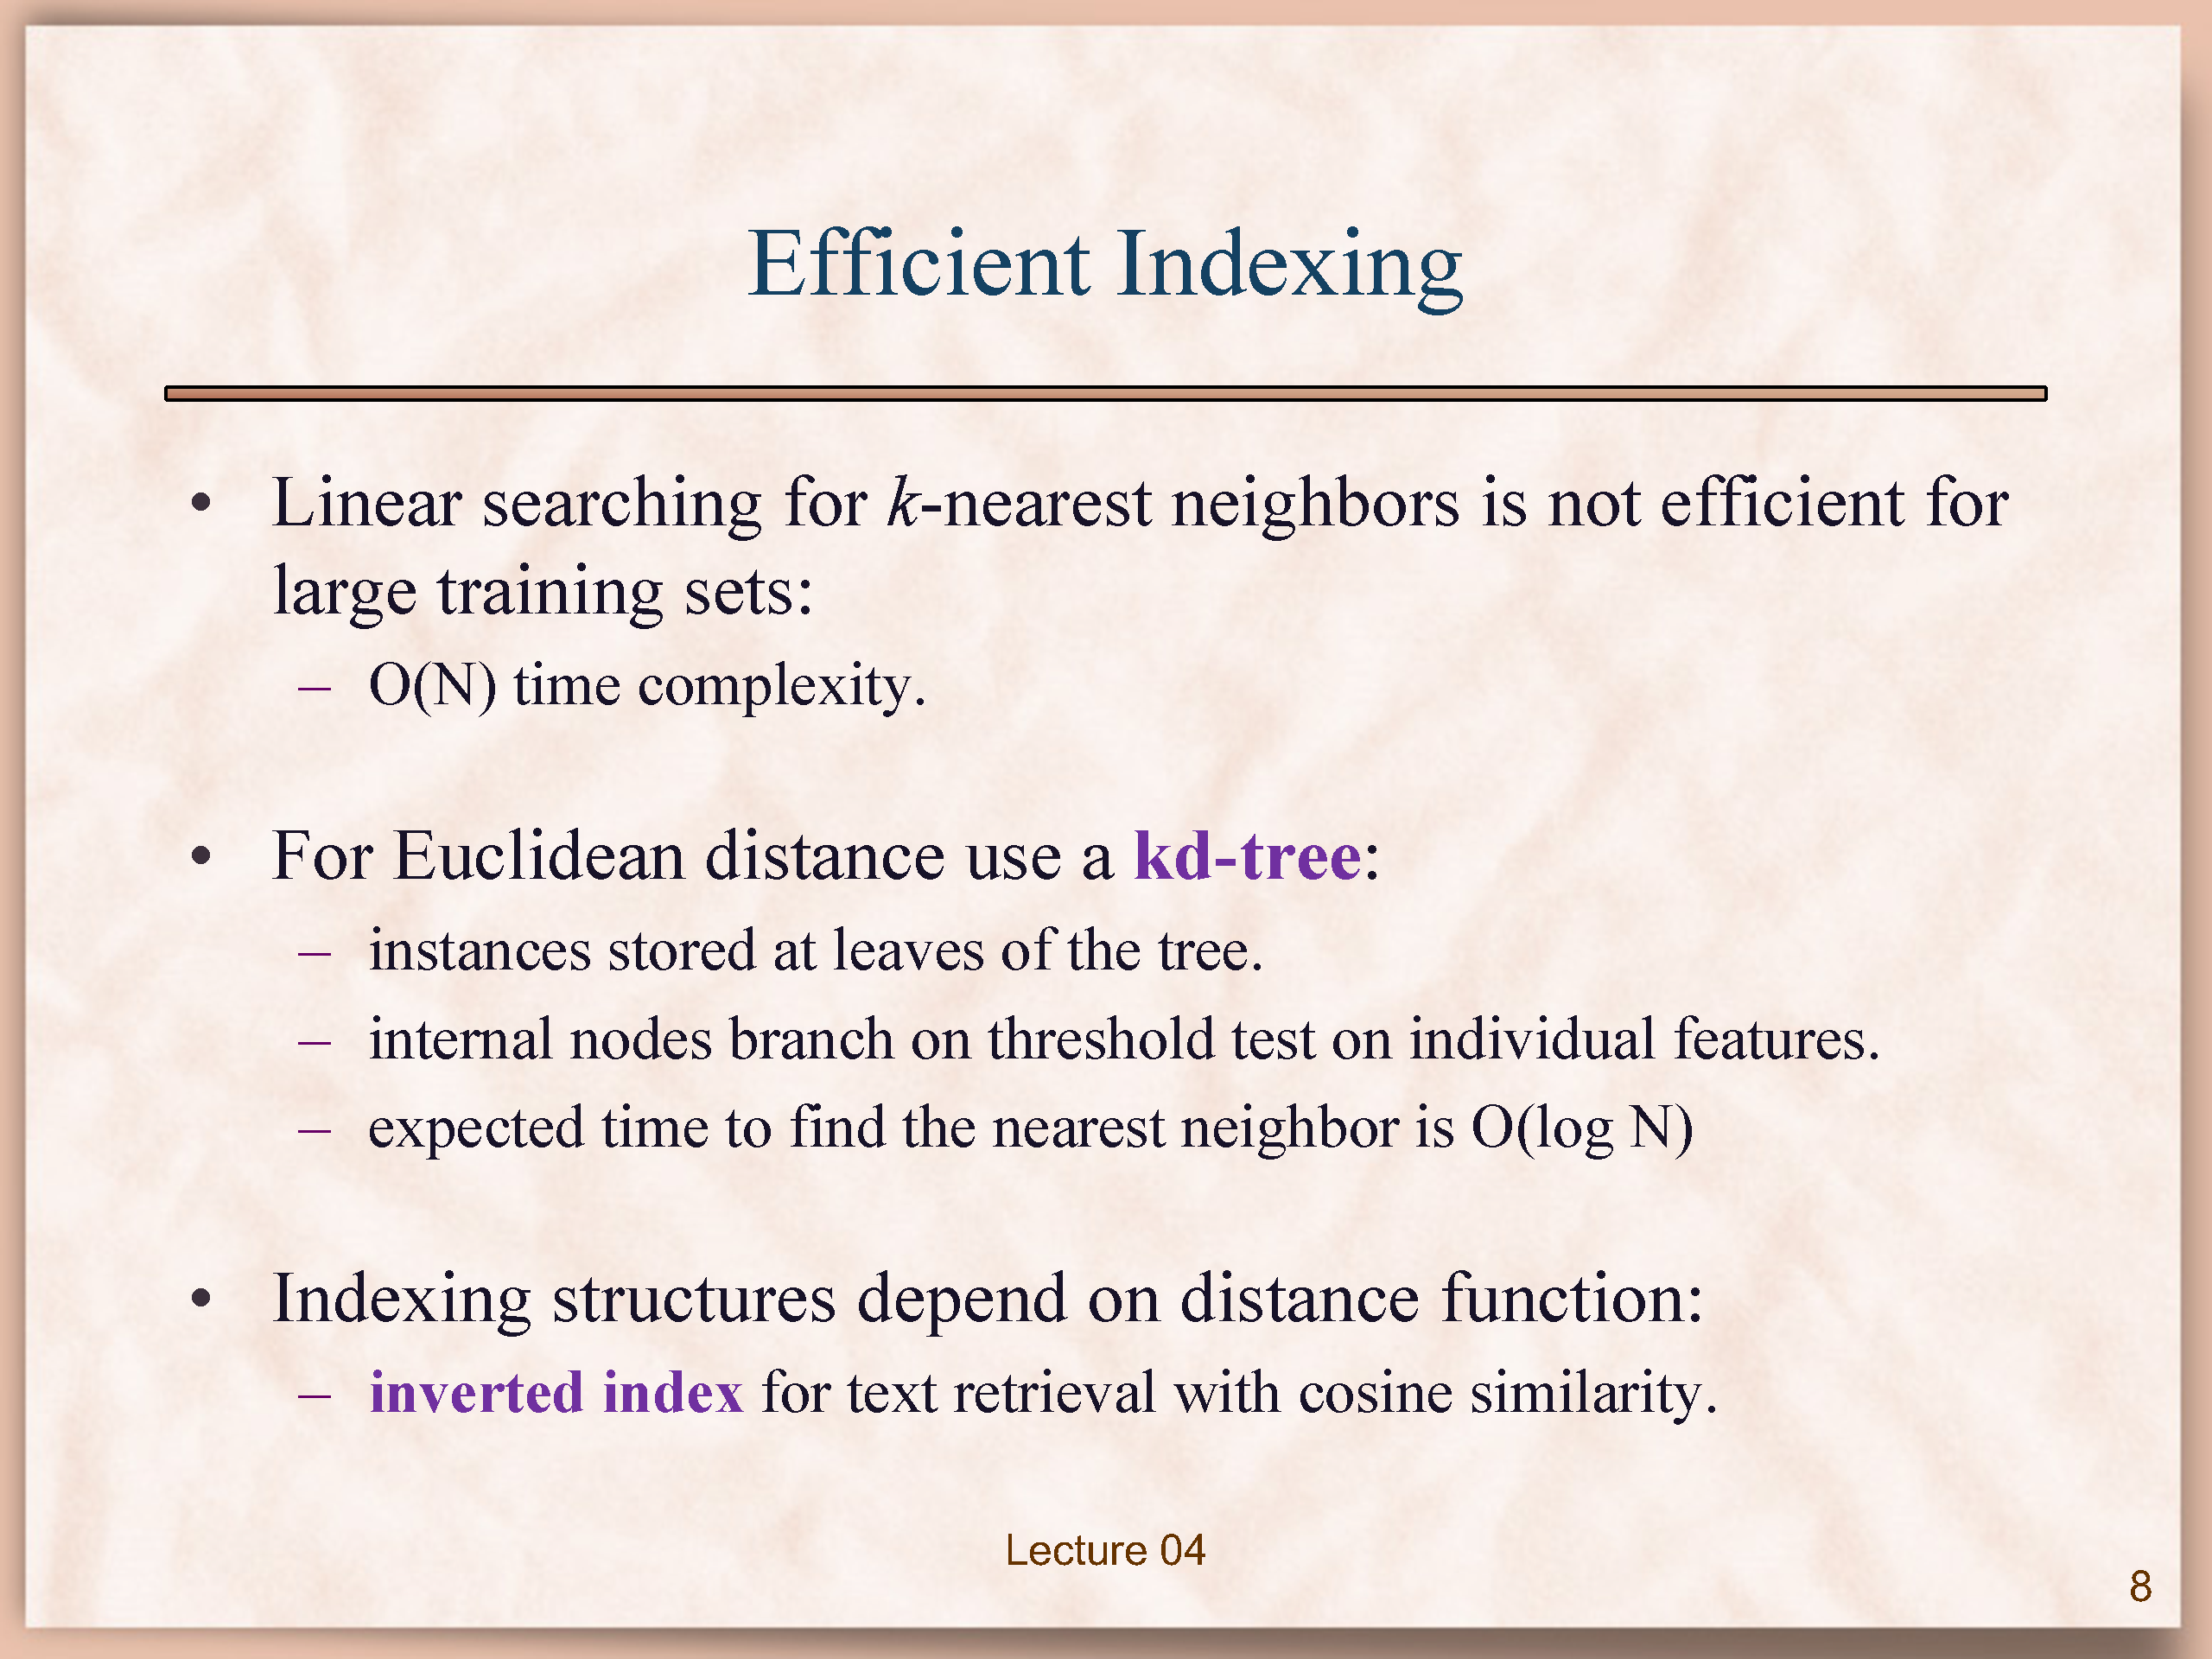 Efficient Indexing
• Linear searching for k-nearest neighbors is not efficient for
large training sets:
– O(N) time complexity.
• For Euclidean distance use a kd-tree:
– instances stored at leaves of the tree.
– internal nodes branch on threshold test on individual features.
– expected time to find the nearest neighbor is O(log N)
• Indexing structures depend on distance function:
– inverted index for text retrieval with cosine similarity.
Lecture 04
8